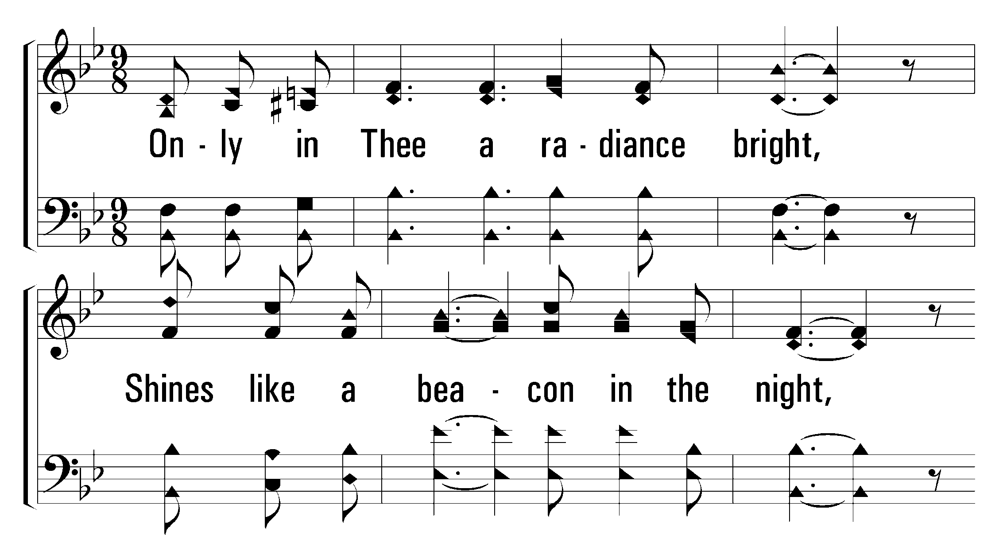 On - ly in Thee a ra - diance bright,
Shines like a bea - con in the night,